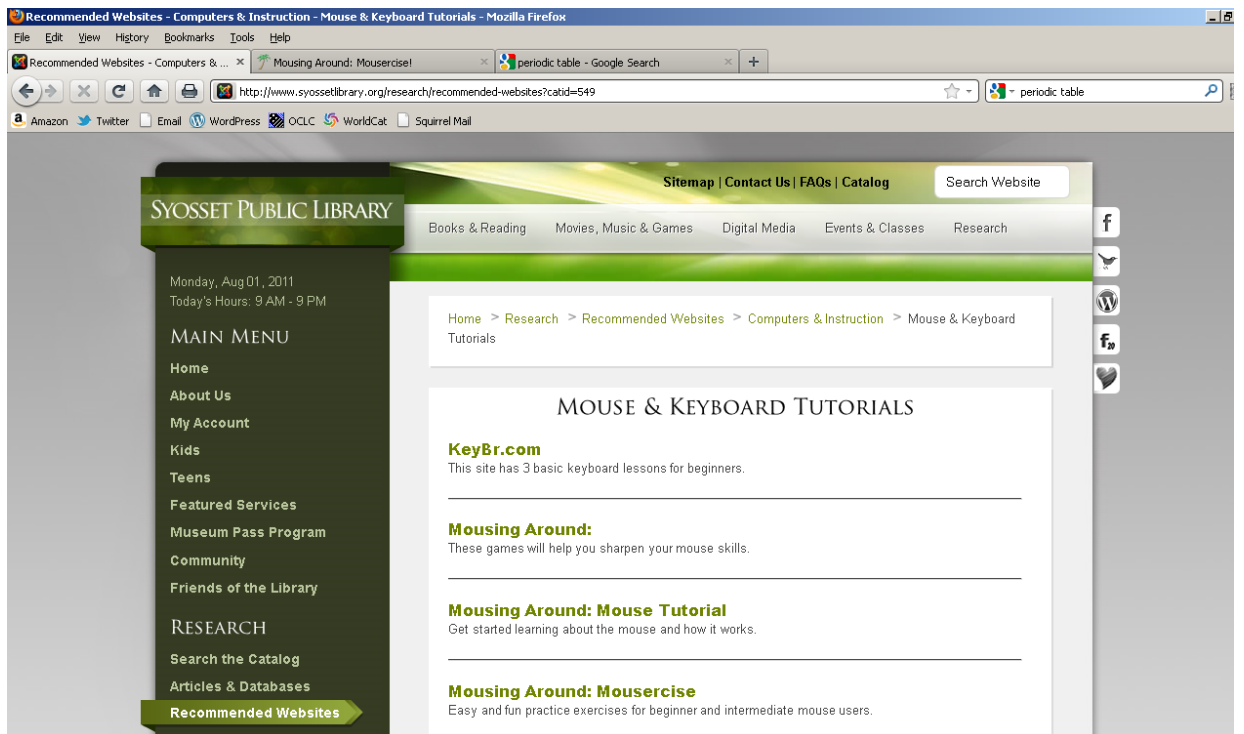 Recommended Websites - Computers & Instruction - Mouse & Keyboard Tutorials - Mozilla Firefox
File Edit View History Bookmarks Tools Help
Recommended Websites - Computers & ... × Mousing Around: Mousercise! × periodic table - Google Search × +
http://www.syossetlibrary.org/research/recommended-websites?catid=549 periodic table
Amazon Twitter Email WordPress OCLC WorldCat Squirrel Mail
Sitemap | Contact Us | FAQs | Catalog Search Website
SYOSSET PUBLIC LIBRARY
Books & Reading Movies, Music & Games Digital Media Events & Classes Research
Monday, Aug 01, 2011
Today's Hours: 9 AM - 9 PM
MAIN MENU
Home
About Us
My Account
Kids
Teens
Featured Services
Museum Pass Program
Community
Friends of the Library
RESEARCH
Search the Catalog
Articles & Databases
Recommended Websites
Home > Research > Recommended Websites > Computers & Instruction > Mouse & Keyboard
Tutorials
MOUSE & KEYBOARD TUTORIALS
KeyBr.com
This site has 3 basic keyboard lessons for beginners.
Mousing Around:
These games will help you sharpen your mouse skills.
Mousing Around: Mouse Tutorial
Get started learning about the mouse and how it works.
Mousing Around: Mousercise
Easy and fun practice exercises for beginner and intermediate mouse users.